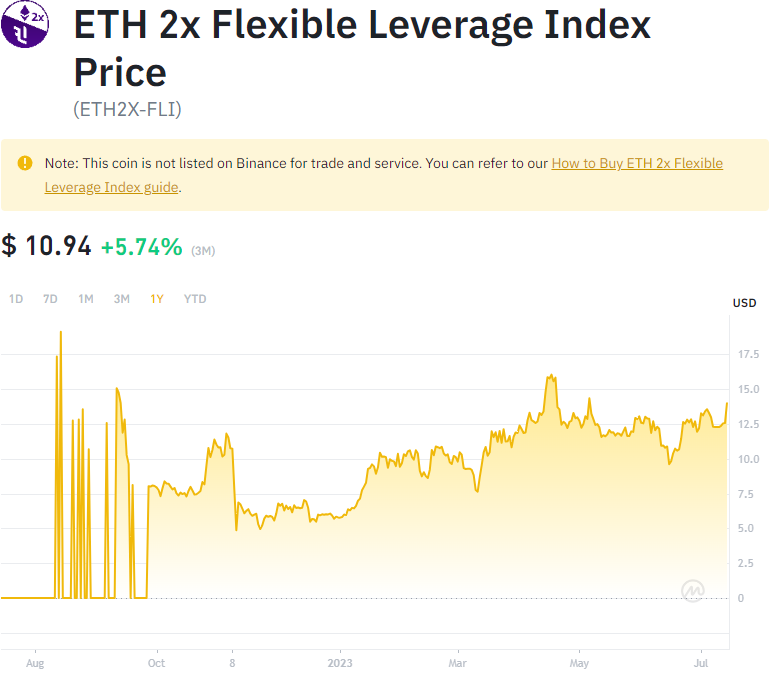 2x
ETH 2x Flexible Leverage Index
Price
(ETH2X-FLI)
Note: This coin is not listed on Binance for trade and service. You can refer to our How to Buy ETH 2x Flexible
Leverage Index guide.
$ 10.94 +5.74% (3M)
1D 7D 1M 3M 1Y YTD
USD
17.5
15.0
12.5
10.0
7.5
5.0
2.5
0
Aug Oct 8 2023 Mar May Jul